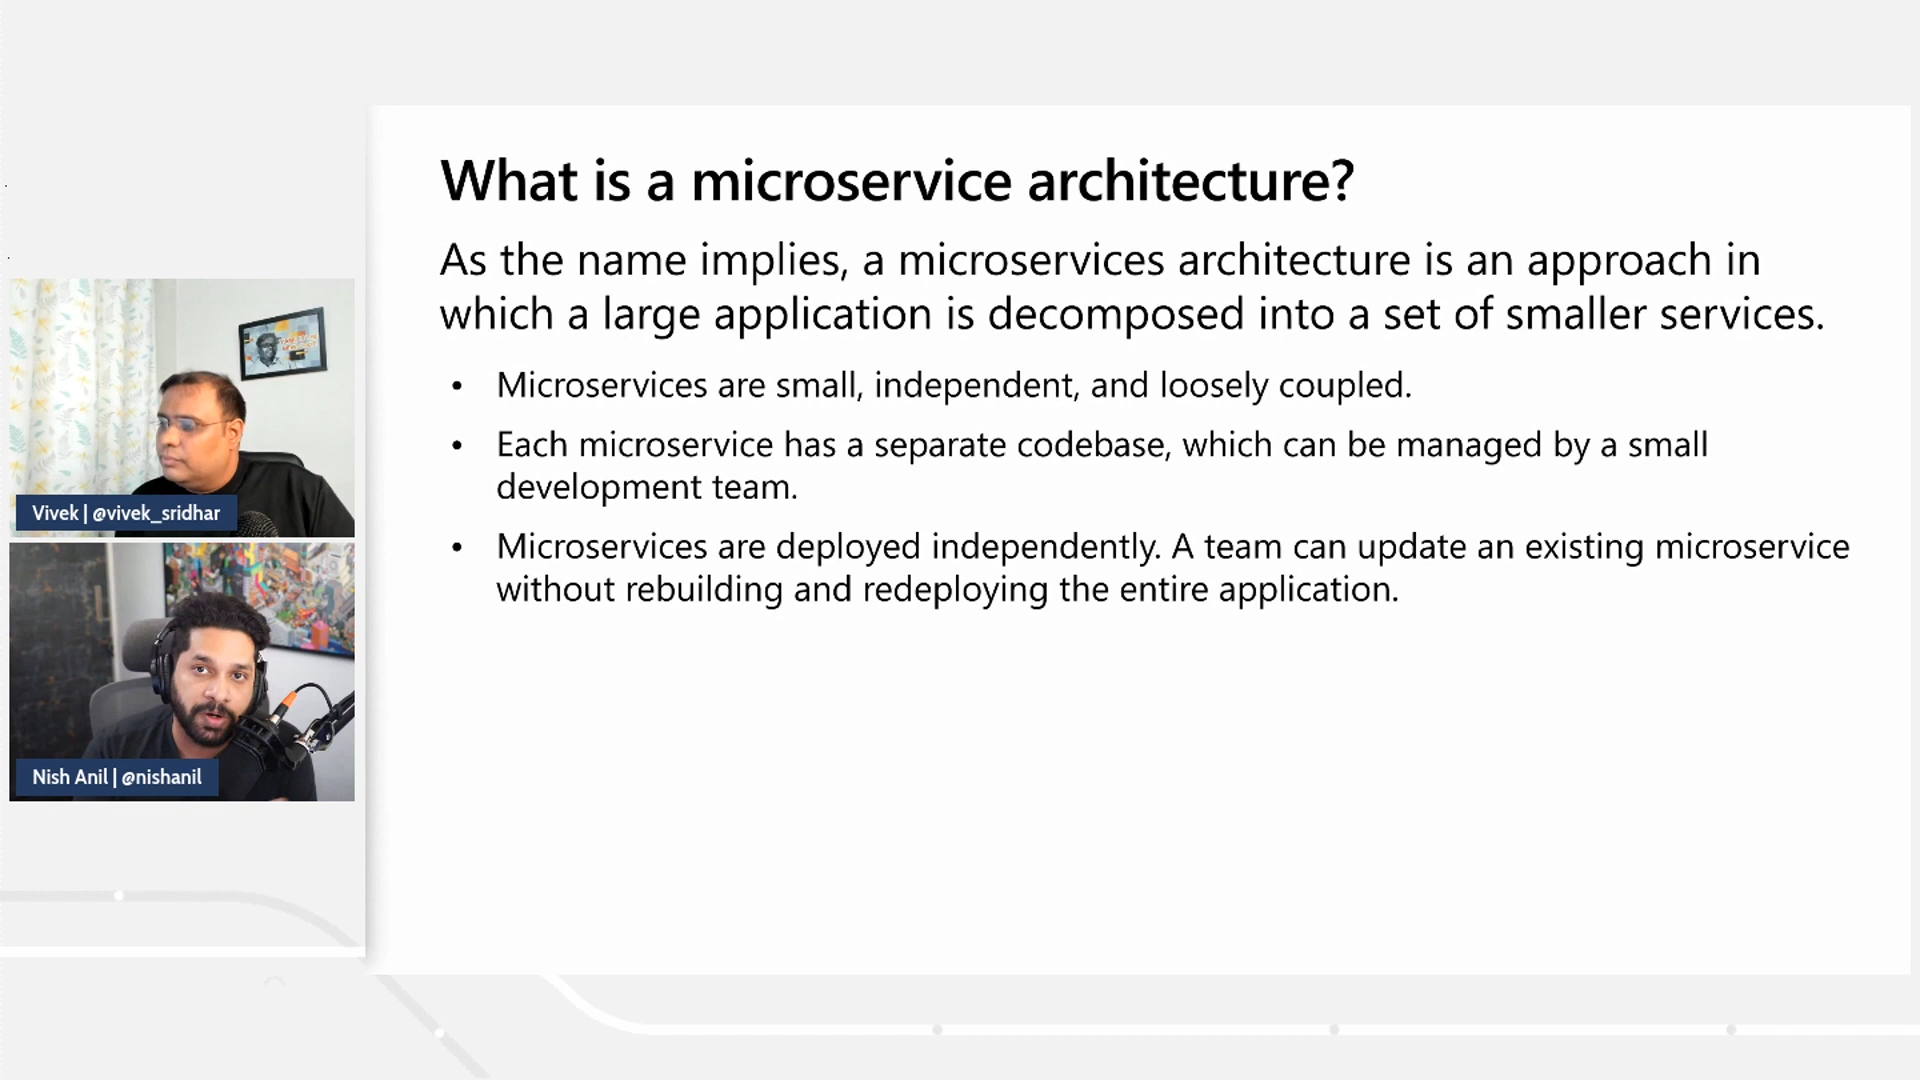 What is a microservice architecture?
As the name implies, a microservices architecture is an approach in
which a large application is decomposed into a set of smaller services.
• Microservices are small, independent, and loosely coupled.
• Each microservice has a separate codebase, which can be managed by a small
development team.
• Microservices are deployed independently. A team can update an existing microservice
without rebuilding and redeploying the entire application.
Vivek | @vivek_sridhar
Nish Anil | @nishanil